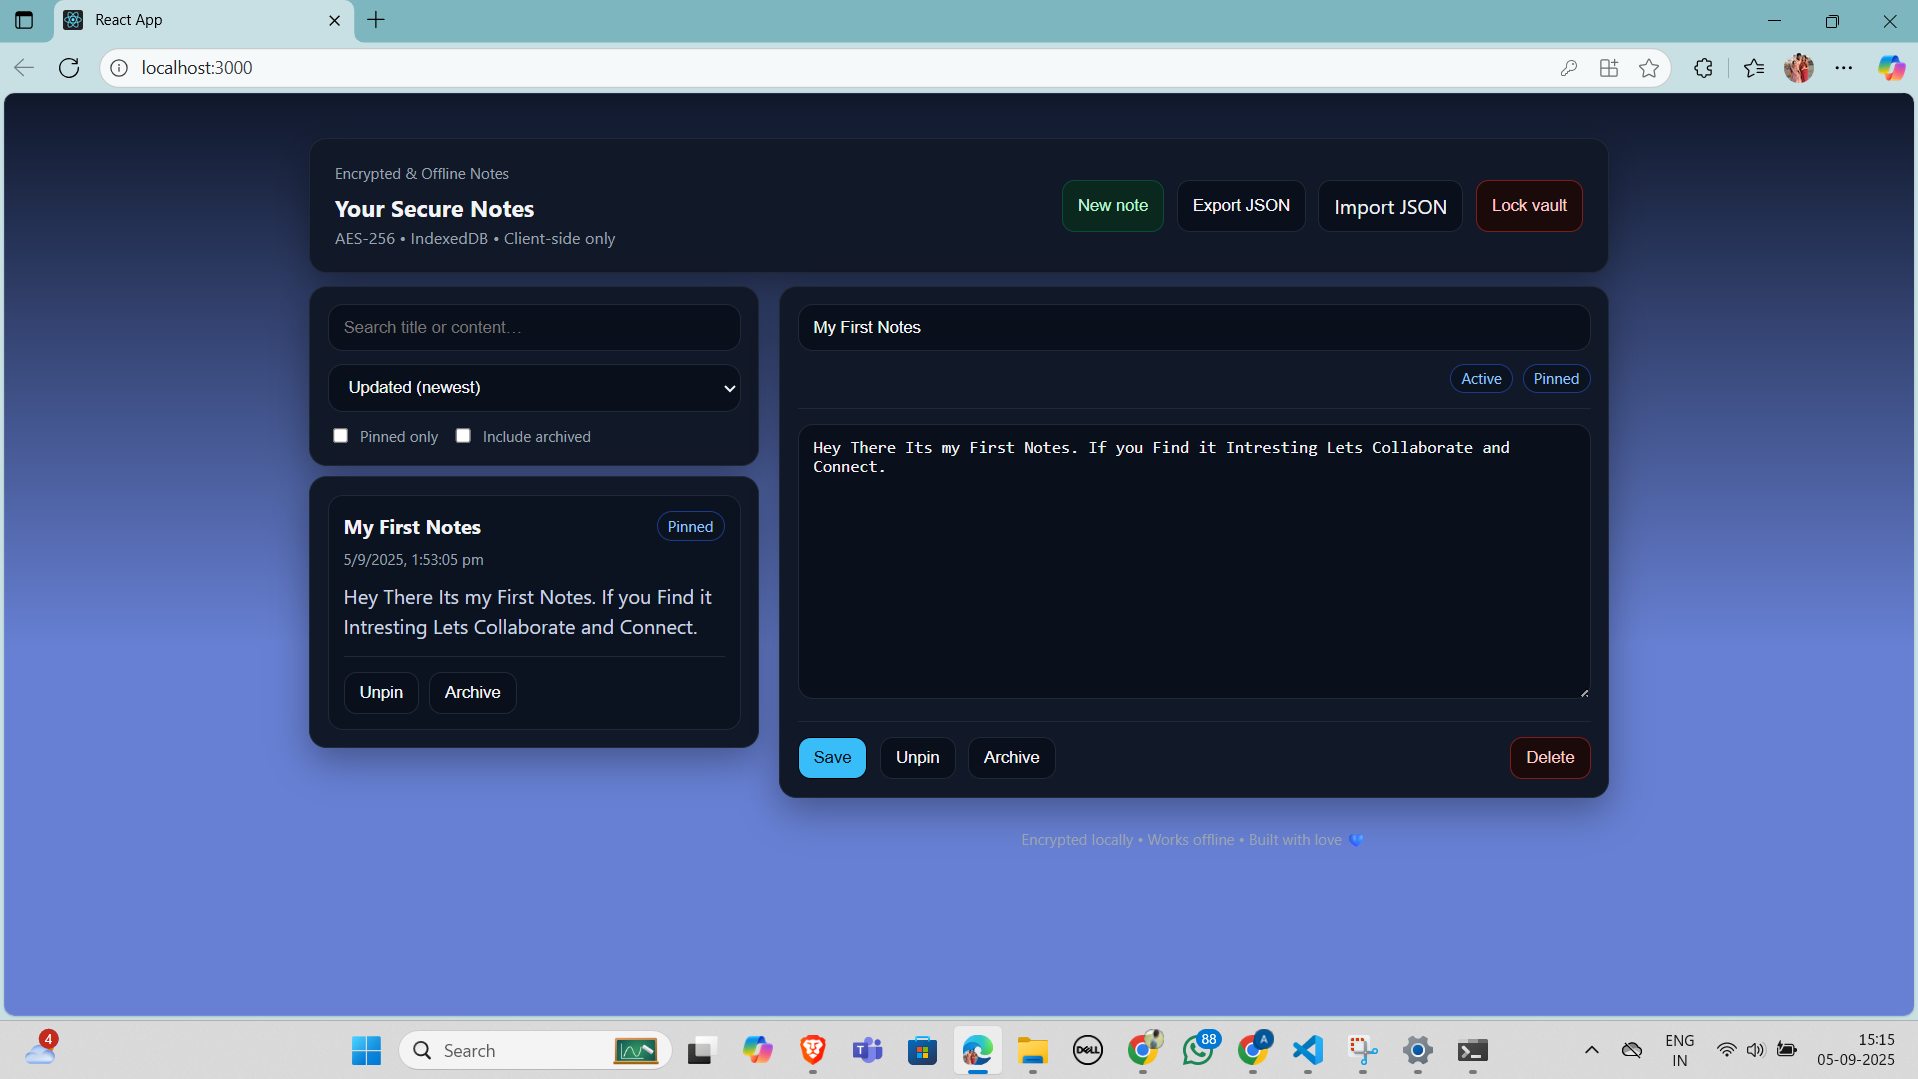 React App
localhost:3000
Encrypted & Offline Notes
Your Secure Notes
AES-256 • IndexedDB • Client-side only
New note
Export JSON
Import JSON
Lock vault
Search title or content…
Updated (newest)
Pinned only
Include archived
My First Notes
Pinned
5/9/2025, 1:53:05 pm
Hey There Its my First Notes. If you Find it
Intresting Lets Collaborate and Connect.
Unpin
Archive
My First Notes
Active
Pinned
Hey There Its my First Notes. If you Find it Intresting Lets Collaborate and
Connect.
Save
Unpin
Archive
Delete
Encrypted locally • Works offline • Built with love 💙
4
Search
DELL
88
A
ENG
IN
15:15
05-09-2025